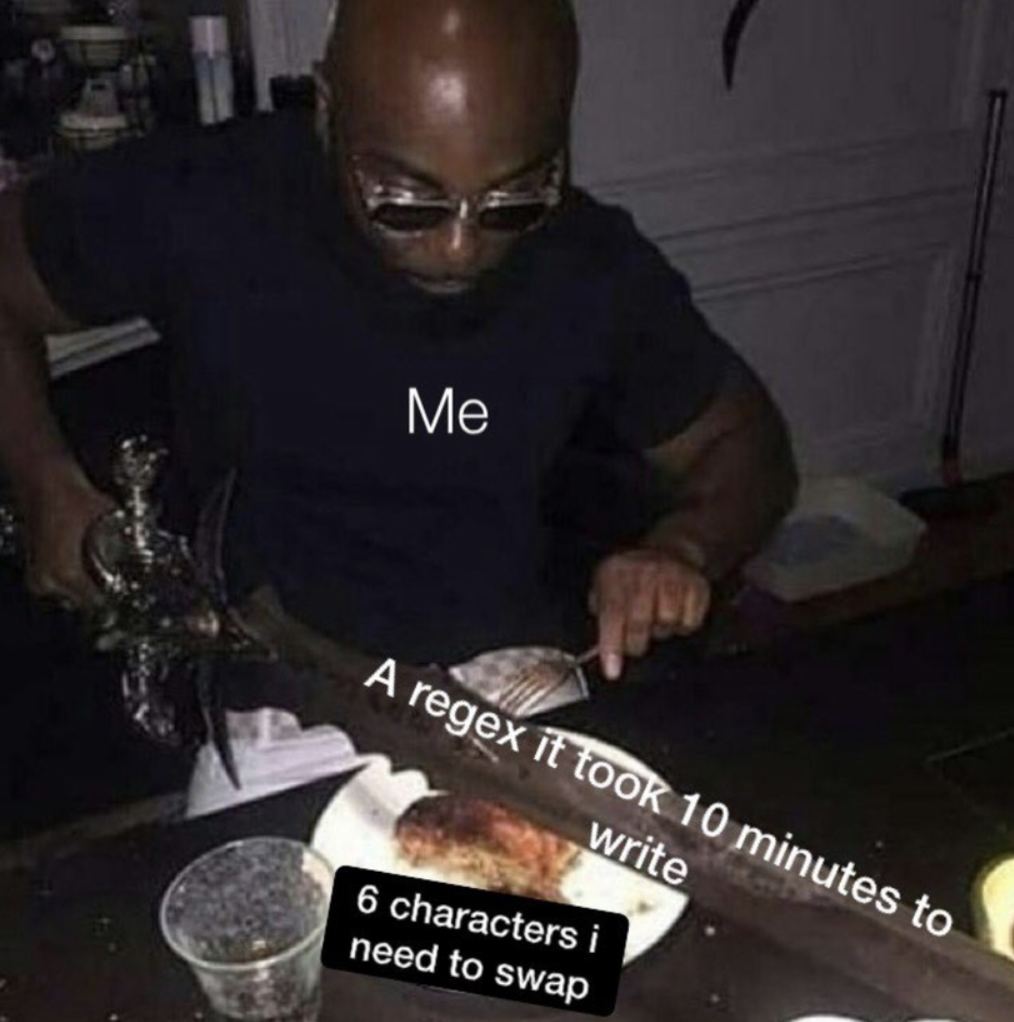 Me
A regex it took 10 minutes to
write
6 characters i
need to swap